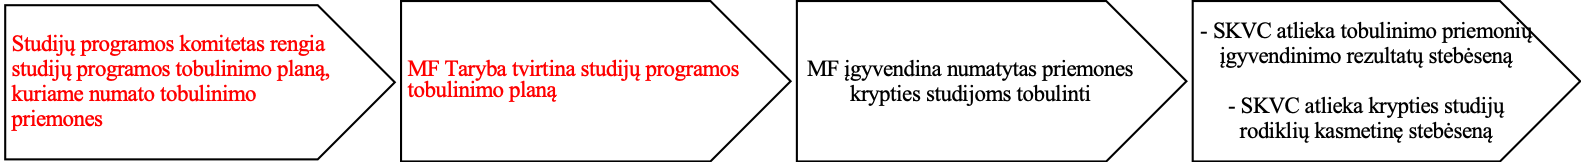 Studijų programos komitetas rengia
studijų programos tobulinimo planą,
kuriame numato tobulinimo
priemones
MF Taryba tvirtina studijų programos
tobulinimo planą
MF įgyvendina numatytas priemones
krypties studijoms tobulinti
- SKVC atlieka tobulinimo priemonių
įgyvendinimo rezultatų stebėseną
- SKVC atlieka krypties studijų
rodiklių kasmetinę stebėseną